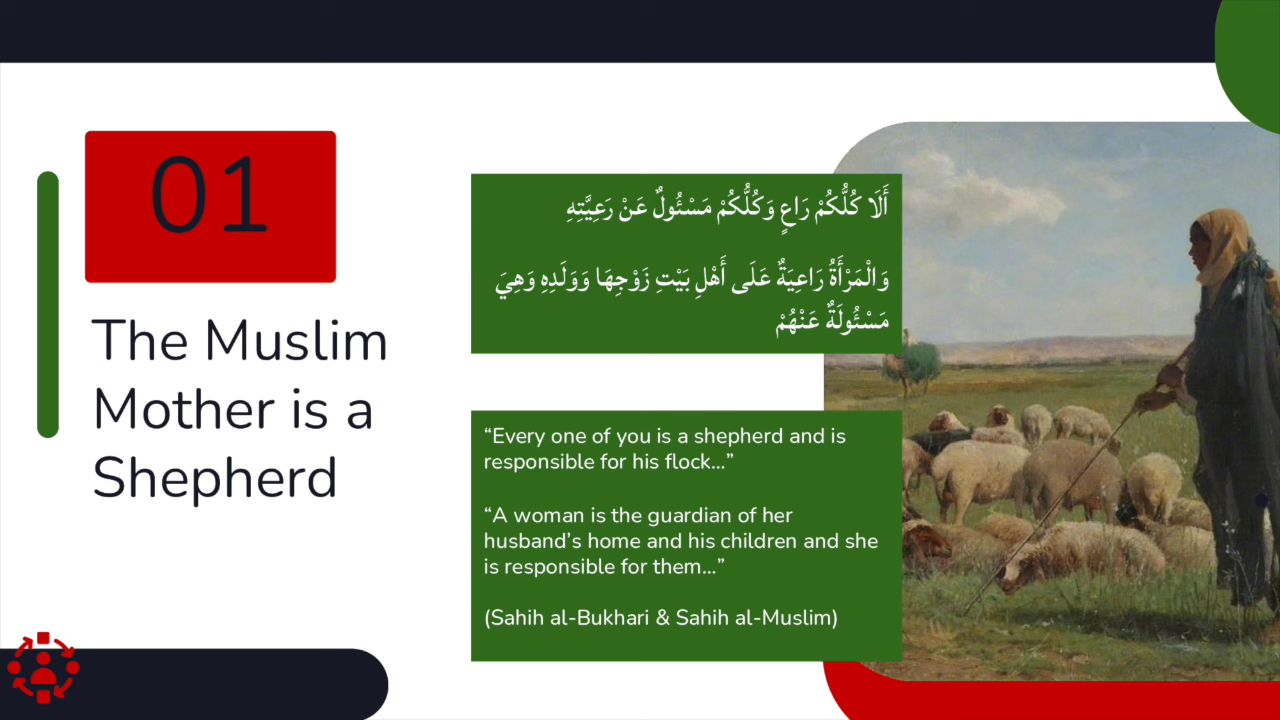 01
The Muslim
Mother is a
Shepherd
أَلَا كُلُّكُمْ رَاعٍ وَكُلُّكُمْ مَسْئُولٌ عَنْ رَعِيَّتِهِ
وَالْمَرْأَةُ رَاعِيَةٌ عَلَى أَهْلِ بَيْتِ زَوْجِهَا وَوَلَدِهِ وَهِيَ
مَسْئُولَةٌ عَنْهُمْ
“Every one of you is a shepherd and is
responsible for his flock...”
“A woman is the guardian of her
husband’s home and his children and she
is responsible for them...”
(Sahih al-Bukhari & Sahih al-Muslim)